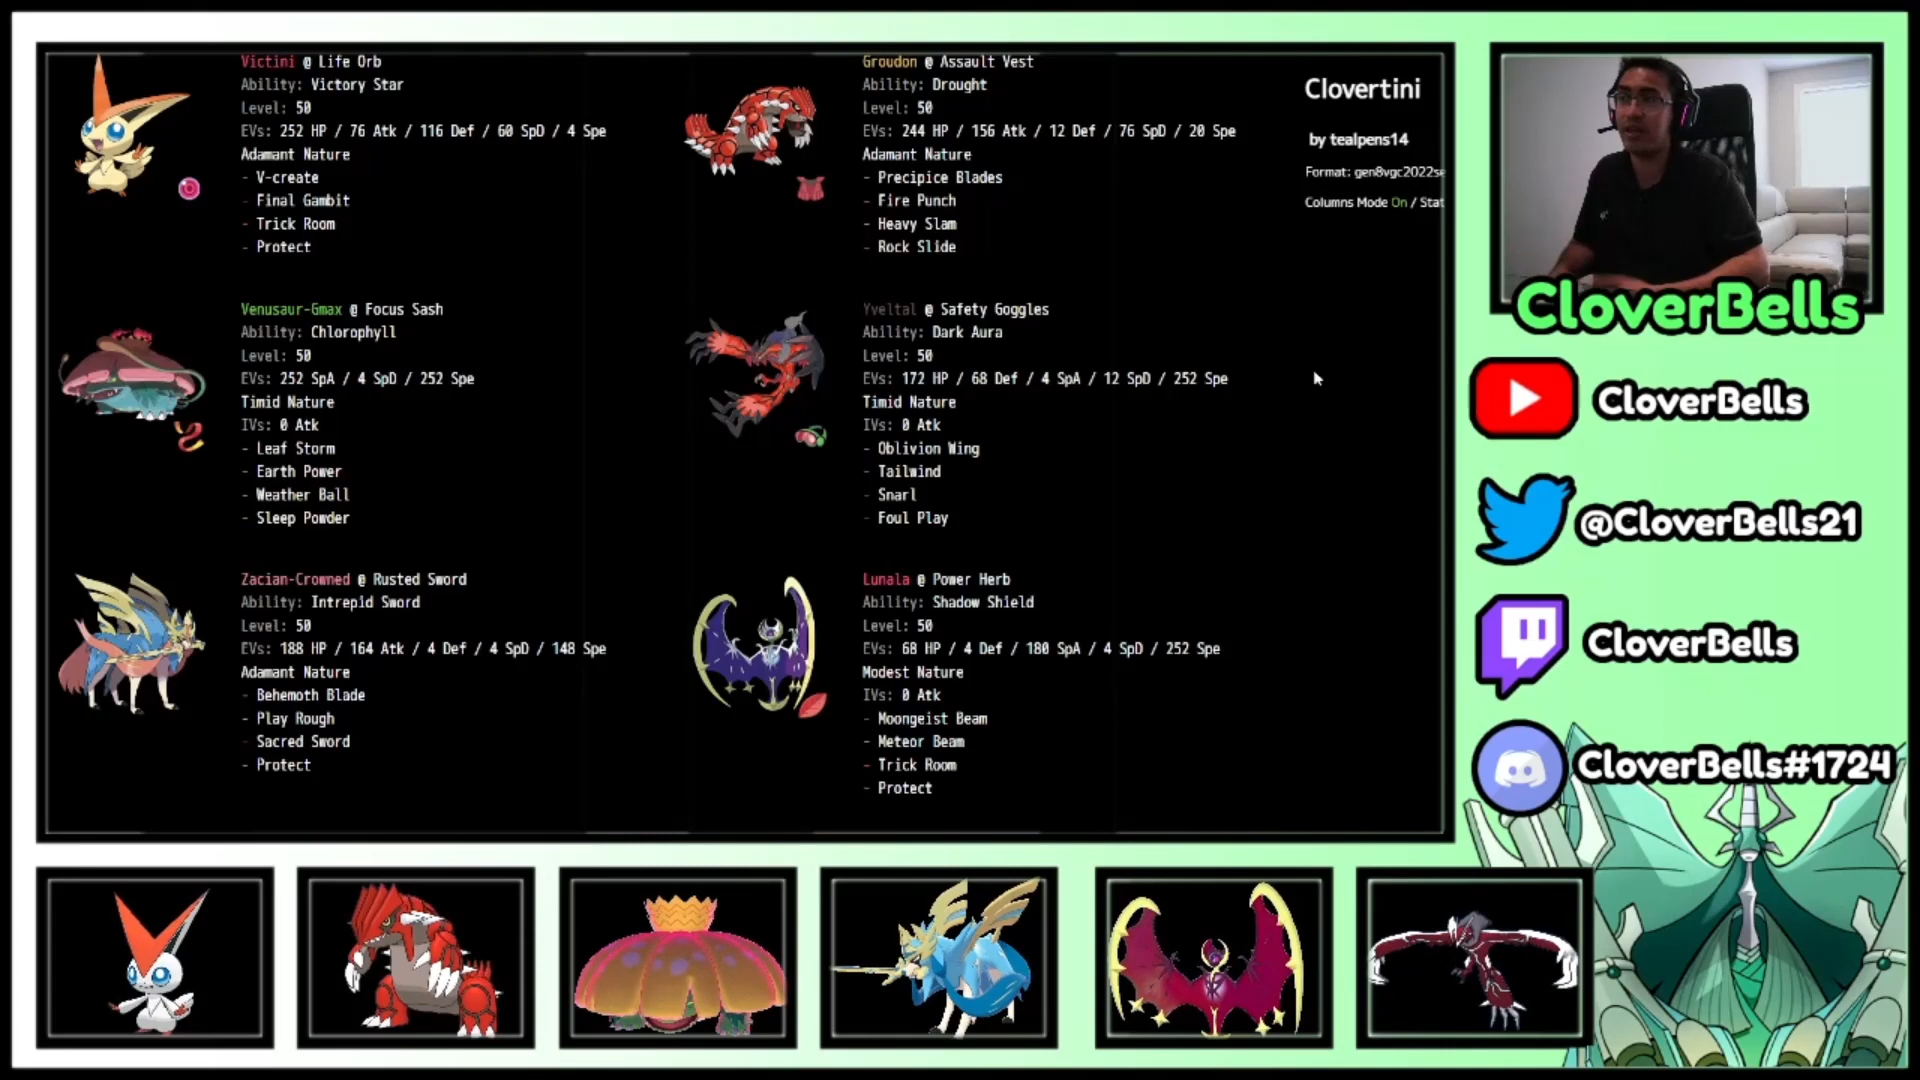 Victini @ Life Orb
Ability: Victory Star
Level: 50
EVs: 252 HP / 76 Atk / 116 Def / 60 SpD / 4 Spe
Adamant Nature
- V-create
- Final Gambit
- Trick Room
- Protect
Groudon @ Assault Vest
Ability: Drought
Level: 50
EVs: 244 HP / 156 Atk / 12 Def / 76 SpD / 20 Spe
Adamant Nature
- Precipice Blades
- Fire Punch
- Heavy Slam
- Rock Slide
Clovertini
by tealpens14
Format: gen8vgc2022se
Columns Mode On / Stat
Venusaur-Gmax @ Focus Sash
Ability: Chlorophyll
Level: 50
EVs: 252 SpA / 4 SpD / 252 Spe
Timid Nature
IVs: 0 Atk
- Leaf Storm
- Earth Power
- Weather Ball
- Sleep Powder
Yveltal @ Safety Goggles
Ability: Dark Aura
Level: 50
EVs: 172 HP / 68 Def / 4 SpA / 12 SpD / 252 Spe
Timid Nature
IVs: 0 Atk
- Oblivion Wing
- Tailwind
- Snarl
- Foul Play
Zacian-Crowned @ Rusted Sword
Ability: Intrepid Sword
Level: 50
EVs: 188 HP / 164 Atk / 4 Def / 4 SpD / 148 Spe
Adamant Nature
- Behemoth Blade
- Play Rough
- Sacred Sword
- Protect
Lunala @ Power Herb
Ability: Shadow Shield
Level: 50
EVs: 68 HP / 4 Def / 180 SpA / 4 SpD / 252 Spe
Modest Nature
IVs: 0 Atk
- Moongeist Beam
- Meteor Beam
- Trick Room
- Protect
CloverBells
CloverBells
@CloverBells21
CloverBells
CloverBells#1724